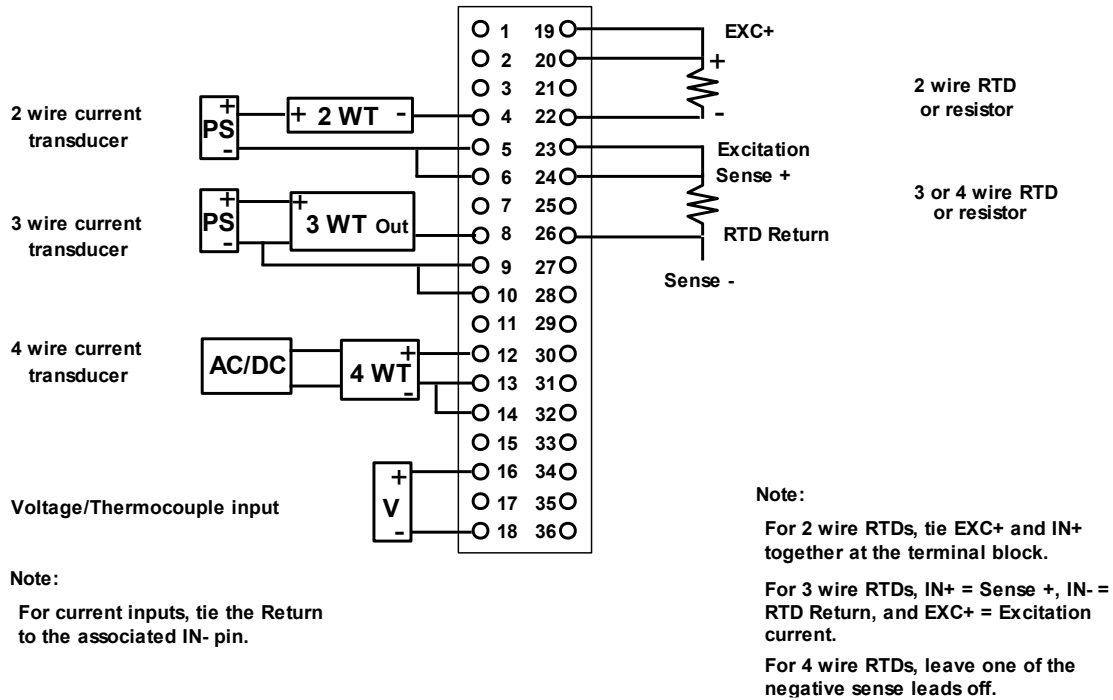 1 19 EXC+
2 20 +
3 21
2 wire RTD
or resistor
2 wire current
transducer
+ PS -
+ 2 WT -
4 22 -
5 23 Excitation
6 24 Sense +
7 25
3 or 4 wire RTD
or resistor
3 wire current
transducer
+ PS -
+ 3 WT Out
8 26 RTD Return
9 27
Sense -
10 28
11 29
4 wire current
transducer
AC/DC
4 WT + -
12 30
13 31
14 32
15 33
16 34
Voltage/Thermocouple input
+ V -
17 35
18 36
Note:
For current inputs, tie the Return
to the associated IN- pin.
Note:
For 2 wire RTDs, tie EXC+ and IN+
together at the terminal block.
For 3 wire RTDs, IN+ = Sense +, IN- =
RTD Return, and EXC+ = Excitation
current.
For 4 wire RTDs, leave one of the
negative sense leads off.